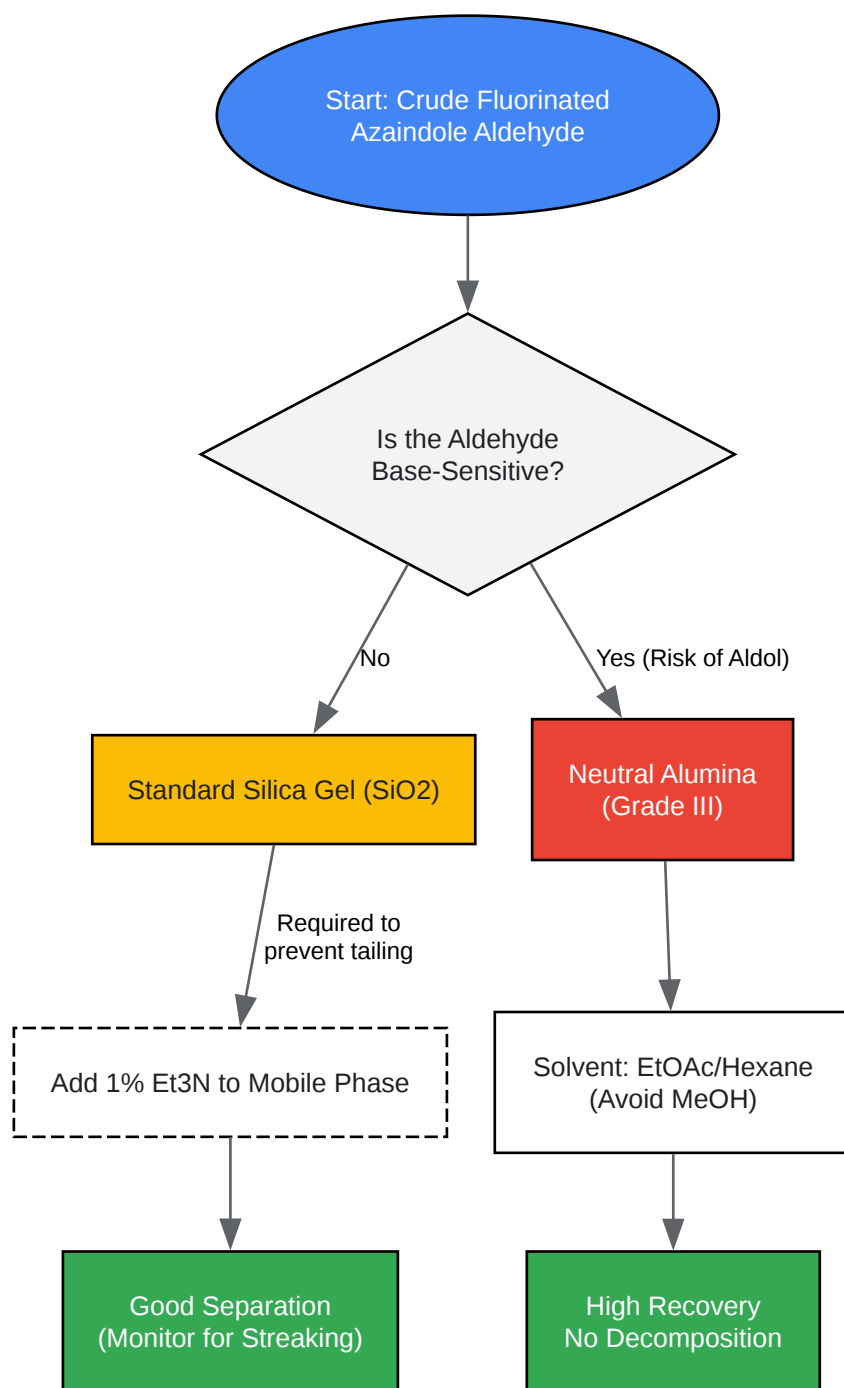 Start: Crude Fluorinated
Azaindole Aldehyde
Is the Aldehyde
Base-Sensitive?
No
Yes (Risk of Aldol)
Standard Silica Gel (SiO2)
Neutral Alumina
(Grade III)
Required to
prevent tailing
Add 1% Et3N to Mobile Phase
Solvent: EtOAc/Hexane
(Avoid MeOH)
Good Separation
(Monitor for Streaking)
High Recovery
No Decomposition